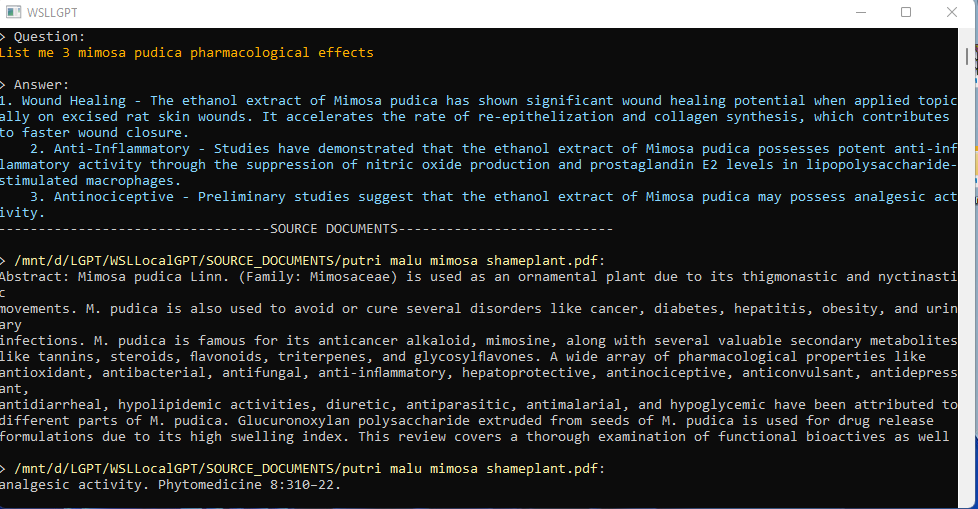 WSLLGPT
> Question:
List me 3 mimosa pudica pharmacological effects
> Answer:
1. Wound Healing - The ethanol extract of Mimosa pudica has shown significant wound healing potential when applied topic
ally on excised rat skin wounds. It accelerates the rate of re-epithelization and collagen synthesis, which contributes
to faster wound closure.
2. Anti-Inflammatory - Studies have demonstrated that the ethanol extract of Mimosa pudica possesses potent anti-inf
lammatory activity through the suppression of nitric oxide production and prostaglandin E2 levels in lipopolysaccharide-
stimulated macrophages.
3. Antinociceptive - Preliminary studies suggest that the ethanol extract of Mimosa pudica may possess analgesic act
ivity.
----------------------------------SOURCE DOCUMENTS---------------------------
> /mnt/d/LGPT/WSLLocalGPT/SOURCE_DOCUMENTS/putri malu mimosa shameplant.pdf:
Abstract: Mimosa pudica Linn. (Family: Mimosaceae) is used as an ornamental plant due to its thigmonastic and nyctinasti
c
movements. M. pudica is also used to avoid or cure several disorders like cancer, diabetes, hepatitis, obesity, and urin
ary
infections. M. pudica is famous for its anticancer alkaloid, mimosine, along with several valuable secondary metabolites
like tannins, steroids, flavonoids, triterpenes, and glycosylflavones. A wide array of pharmacological properties like
antioxidant, antibacterial, antifungal, anti-inflammatory, hepatoprotective, antinociceptive, anticonvulsant, antidepress
ant,
antidiarrheal, hypolipidemic activities, diuretic, antiparasitic, antimalarial, and hypoglycemic have been attributed to
different parts of M. pudica. Glucuronoxylan polysaccharide extruded from seeds of M. pudica is used for drug release
formulations due to its high swelling index. This review covers a thorough examination of functional bioactives as well
> /mnt/d/LGPT/WSLLocalGPT/SOURCE_DOCUMENTS/putri malu mimosa shameplant.pdf:
analgesic activity. Phytomedicine 8:310–22.